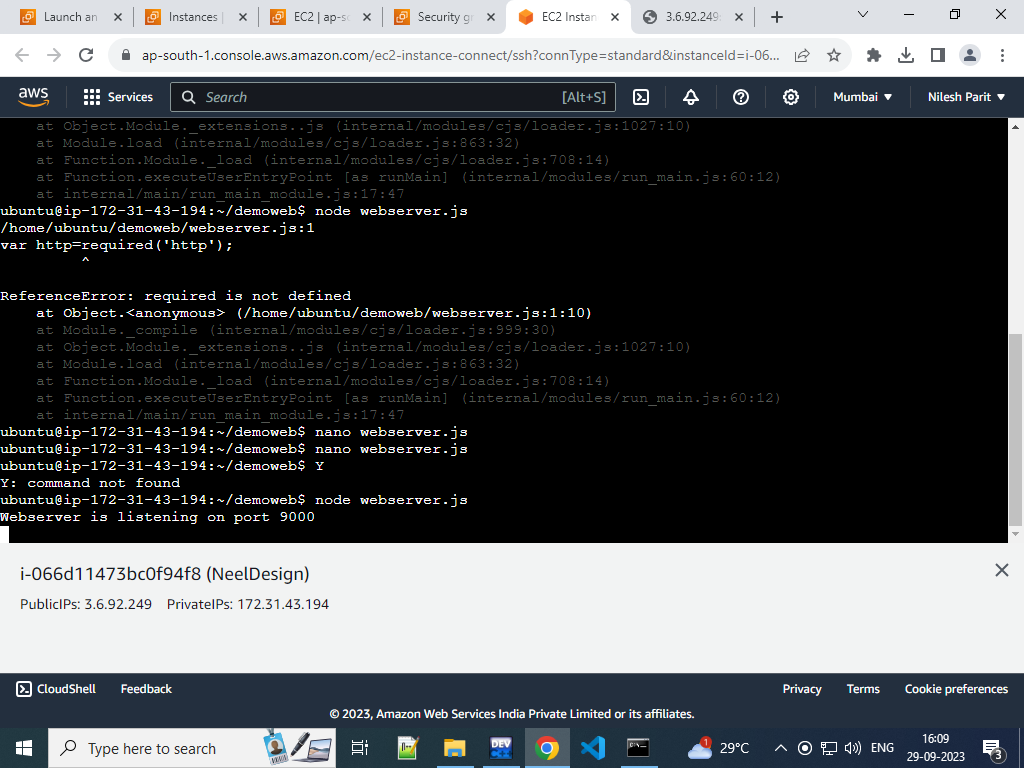 Launch an
Instances |
EC2 | ap-so
Security gr
EC2 Instan
3.6.92.249:
ap-south-1.console.aws.amazon.com/ec2-instance-connect/ssh?connType=standard&instanceId=i-06...
aws
Services
Search
[Alt+S]
Mumbai
Nilesh Parit
at Object.Module._extensions..js (internal/modules/cjs/loader.js:1027:10)
at Module.load (internal/modules/cjs/loader.js:863:32)
at Function.Module._load (internal/modules/cjs/loader.js:708:14)
at Function.executeUserEntryPoint [as runMain] (internal/modules/run_main.js:60:12)
at internal/main/run_main_module.js:17:47
ubuntu@ip-172-31-43-194:~/demoweb$ node webserver.js
/home/ubuntu/demoweb/webserver.js:1
var http=required('http');
^
ReferenceError: required is not defined
at Object.<anonymous> (/home/ubuntu/demoweb/webserver.js:1:10)
at Module._compile (internal/modules/cjs/loader.js:999:30)
at Object.Module._extensions..js (internal/modules/cjs/loader.js:1027:10)
at Module.load (internal/modules/cjs/loader.js:863:32)
at Function.Module._load (internal/modules/cjs/loader.js:708:14)
at Function.executeUserEntryPoint [as runMain] (internal/modules/run_main.js:60:12)
at internal/main/run_main_module.js:17:47
ubuntu@ip-172-31-43-194:~/demoweb$ nano webserver.js
ubuntu@ip-172-31-43-194:~/demoweb$ nano webserver.js
ubuntu@ip-172-31-43-194:~/demoweb$ Y
Y: command not found
ubuntu@ip-172-31-43-194:~/demoweb$ node webserver.js
Webserver is listening on port 9000
i-066d11473bc0f94f8 (NeelDesign)
PublicIPs: 3.6.92.249 PrivateIPs: 172.31.43.194
CloudShell
Feedback
Privacy
Terms
Cookie preferences
© 2023, Amazon Web Services India Private Limited or its affiliates.
Type here to search
DEV
1
29°C
ENG
16:09
29-09-2023
3